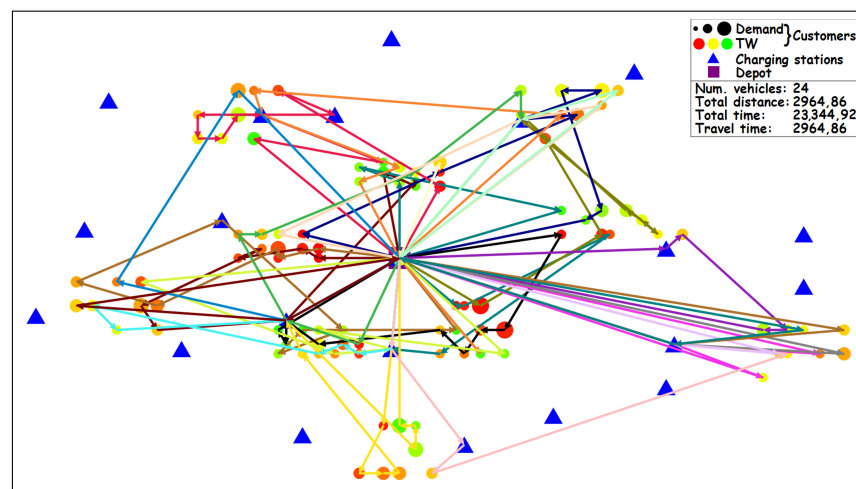 Demand
TW
Customers
Charging stations
Depot
Num. vehicles: 24
Total distance: 2964,86
Total time: 23,344,92
Travel time: 2964,86